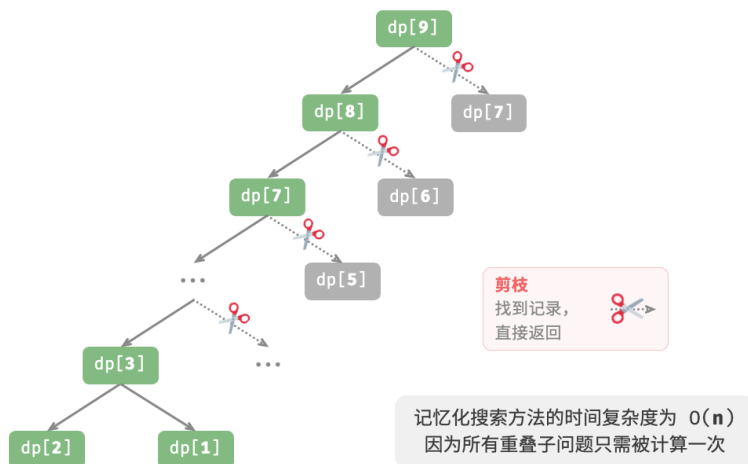 dp[9]
dp[8]
dp[7]
dp[7]
dp[6]
...
dp[5]
剪枝
找到记录，
直接返回
dp[3]
...
dp[2]
dp[1]
记忆化搜索方法的时间复杂度为 O(n)
因为所有重叠子问题只需被计算一次